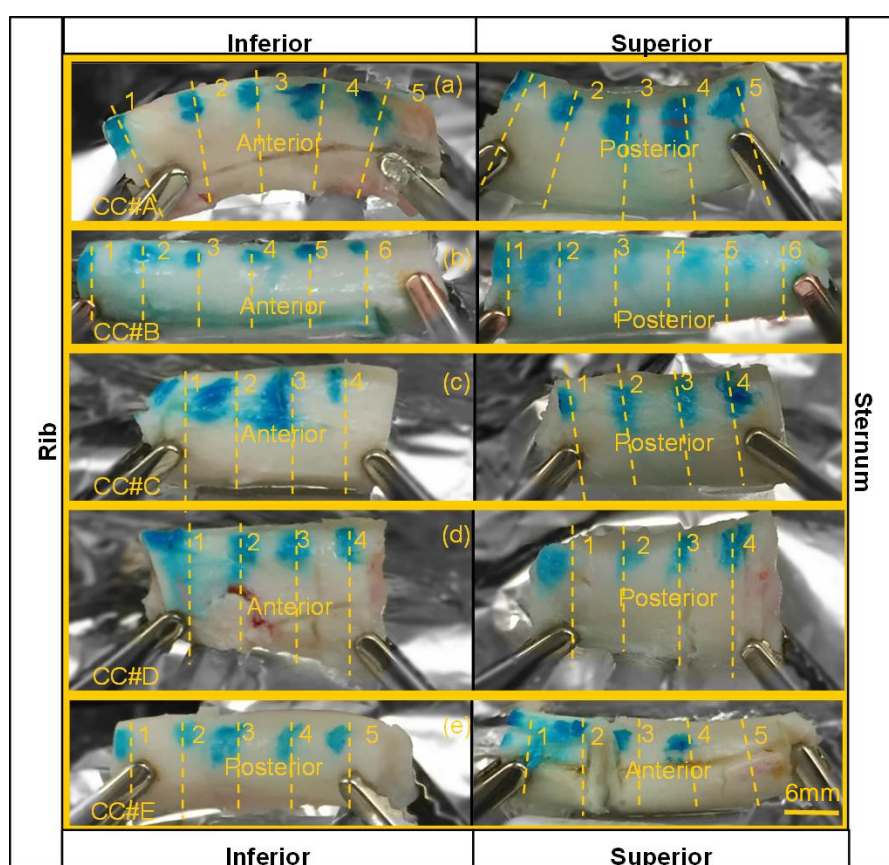 Inferior Superior
1 2 3 4 5 (a) 1 2 3 4 5
Anterior Posterior
CC#A
1 2 3 4 5 6 (b) 1 2 3 4 5 6
Anterior Posterior
CC#B
1 2 3 4 (c) 1 2 3 4
Anterior Posterior
CC#C
Rib
Sternum
1 2 3 4 (d) 1 2 3 4
Anterior Posterior
CC#D
1 2 3 4 5 (e) 1 2 3 4 5
Posterior Anterior
CC#E 6mm
Inferior Superior